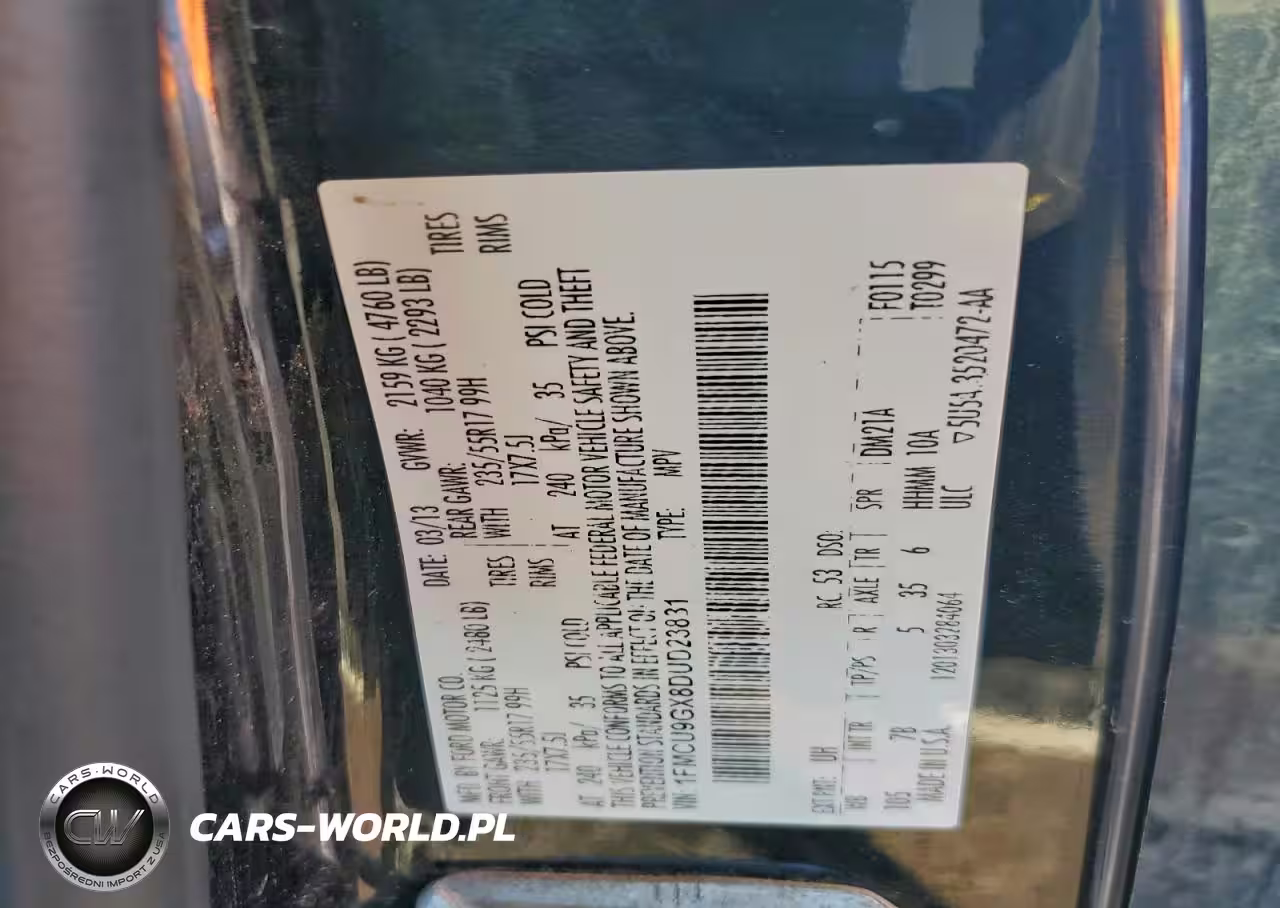 MFD. BY FORD MOTOR CO.
DATE: 03/13 GVWR: 2159 KG ( 4760 LB)
FRONT GAWR: 1125 KG ( 2480 LB) REAR GAWR: 1040 KG ( 2293 LB)
WITH 235/55R17 99H TIRES WITH 235/55R17 99H TIRES
17X7.5J RIMS 17X7.5J RIMS
AT 240 kPa/ 35 PSI COLD AT 240 kPa/ 35 PSI COLD
THIS VEHICLE CONFORMS TO ALL APPLICABLE FEDERAL MOTOR VEHICLE SAFETY AND THEFT
PREVENTION STANDARDS IN EFFECT ON THE DATE OF MANUFACTURE SHOWN ABOVE.
VIN: 1FMCU9GX8DUD23831 TYPE: MPV
EXT PNT: UH RC: 53 DSO:
WB INT TR TP/PS R AXLE TR SPR DM21A F0115
105 7B 5 35 6 HHMM 10A T0299
MADE IN U.S.A. ULC
1201303284064 5U5A.3520472-AA
CARS-WORLD
CW
BEZPOŚREDNI IMPORT Z USA
CARS-WORLD.PL